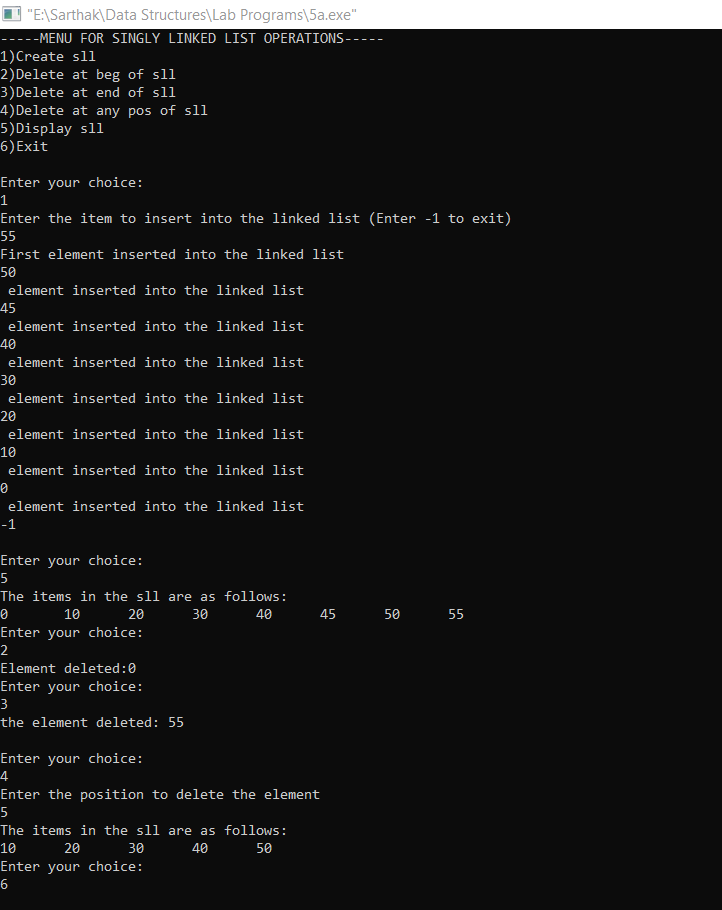 "E:\Sarthak\Data Structures\Lab Programs\5a.exe"
-----MENU FOR SINGLY LINKED LIST OPERATIONS-----
1)Create sll
2)Delete at beg of sll
3)Delete at end of sll
4)Delete at any pos of sll
5)Display sll
6)Exit

Enter your choice:
1
Enter the item to insert into the linked list (Enter -1 to exit)
55
First element inserted into the linked list
50
 element inserted into the linked list
45
 element inserted into the linked list
40
 element inserted into the linked list
30
 element inserted into the linked list
20
 element inserted into the linked list
10
 element inserted into the linked list
0
 element inserted into the linked list
-1

Enter your choice:
5
The items in the sll are as follows:
0       10      20      30      40      45      50      55
Enter your choice:
2
Element deleted:0
Enter your choice:
3
the element deleted: 55

Enter your choice:
4
Enter the position to delete the element
5
The items in the sll are as follows:
10      20      30      40      50
Enter your choice:
6